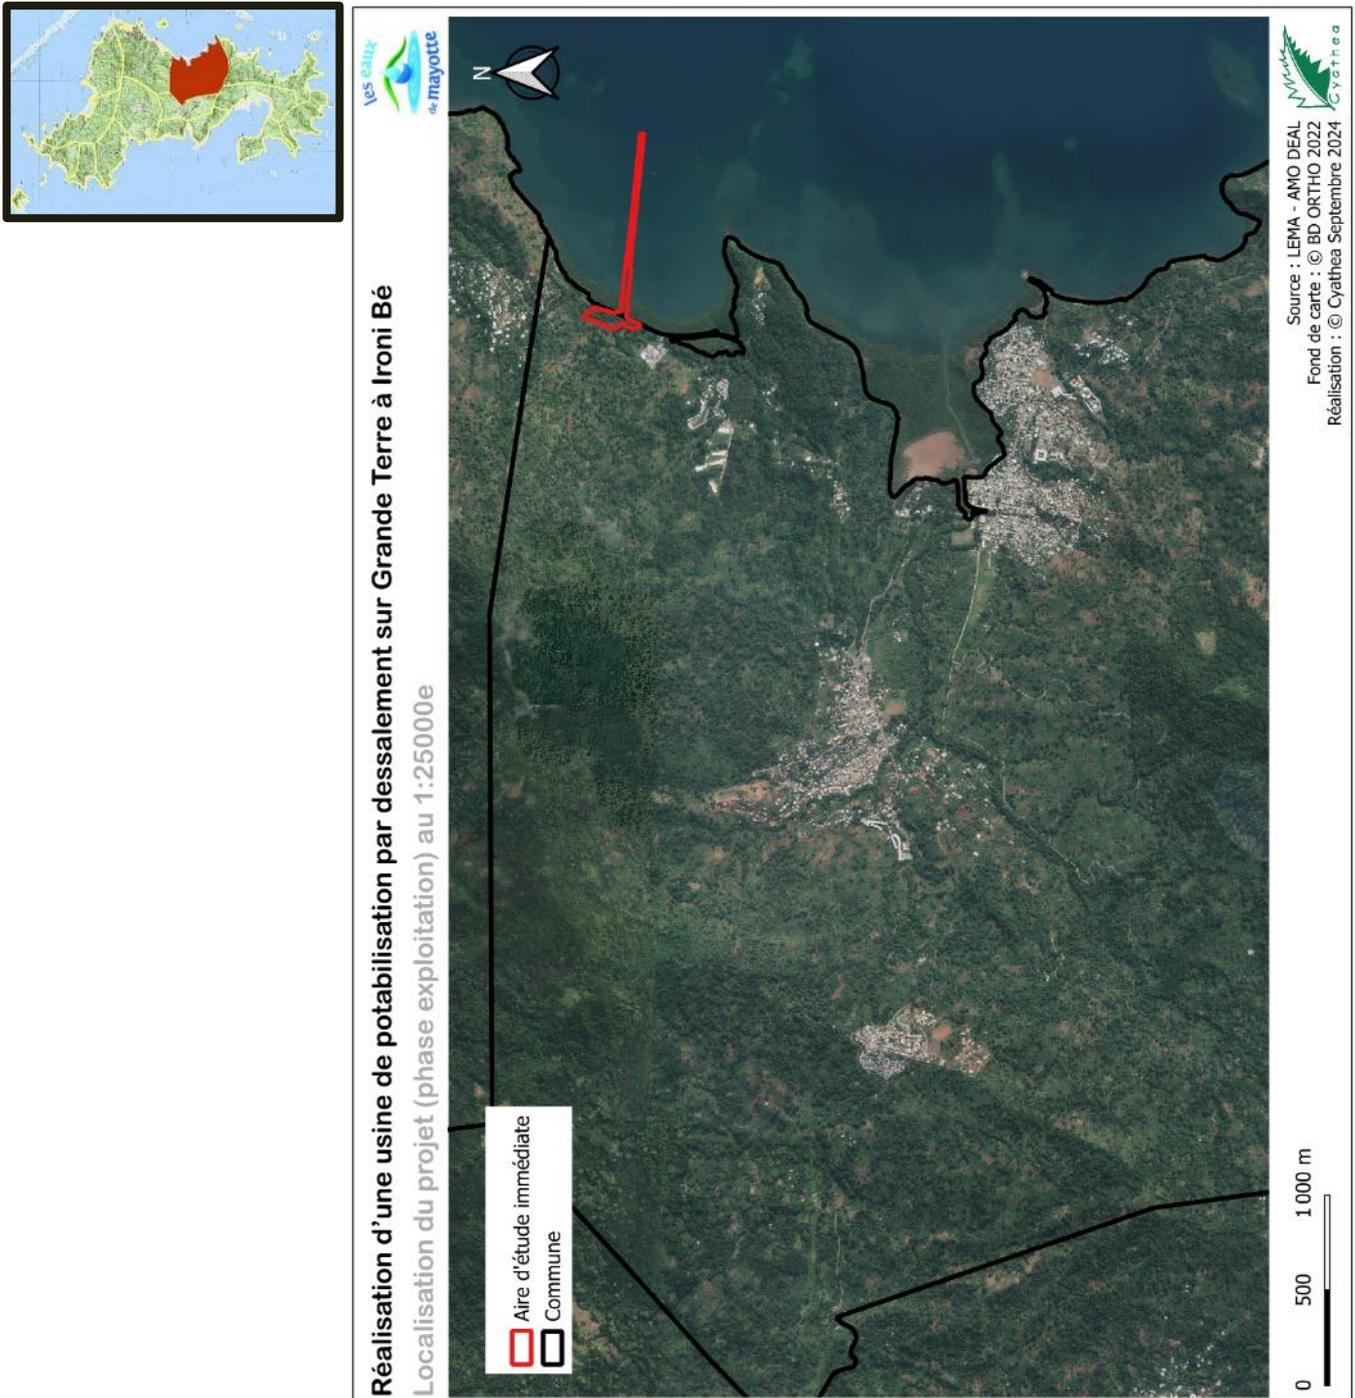 Réalisation d'une usine de potabilisation par dessalement sur Grande Terre à Ironi Bé
Localisation du projet (phase exploitation) au 1:25000e
les eaux
de mayotte
N
Aire d'étude immédiate
Commune
0 500 1 000 m
Source : LEMA - AMO DEAL
Fond de carte : © BD ORTHO 2022
Réalisation : © Cyathea Septembre 2024
Cyathea